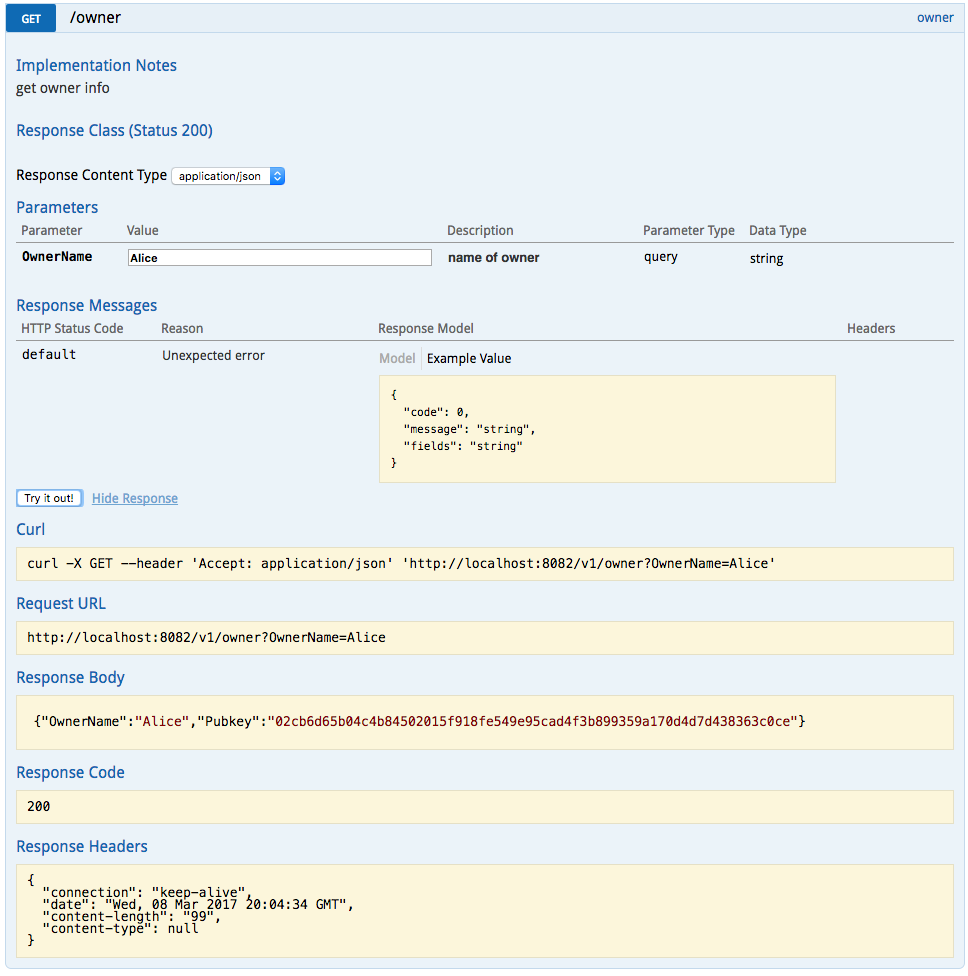 GET /owner owner
Implementation Notes
get owner info
Response Class (Status 200)
Response Content Type application/json
Parameters
Parameter Value Description Parameter Type Data Type
OwnerName Alice name of owner query string
Response Messages
HTTP Status Code Reason Response Model Headers
default Unexpected error Model Example Value
{
"code": 0,
"message": "string",
"fields": "string"
}
Try it out! Hide Response
Curl
curl -X GET --header 'Accept: application/json' 'http://localhost:8082/v1/owner?OwnerName=Alice'
Request URL
http://localhost:8082/v1/owner?OwnerName=Alice
Response Body
{"OwnerName":"Alice","Pubkey":"02cb6d65b04c4b84502015f918fe549e95cad4f3b899359a170d4d7d438363c0ce"}
Response Code
200
Response Headers
{
"connection": "keep-alive",
"date": "Wed, 08 Mar 2017 20:04:34 GMT",
"content-length": "99",
"content-type": null
}